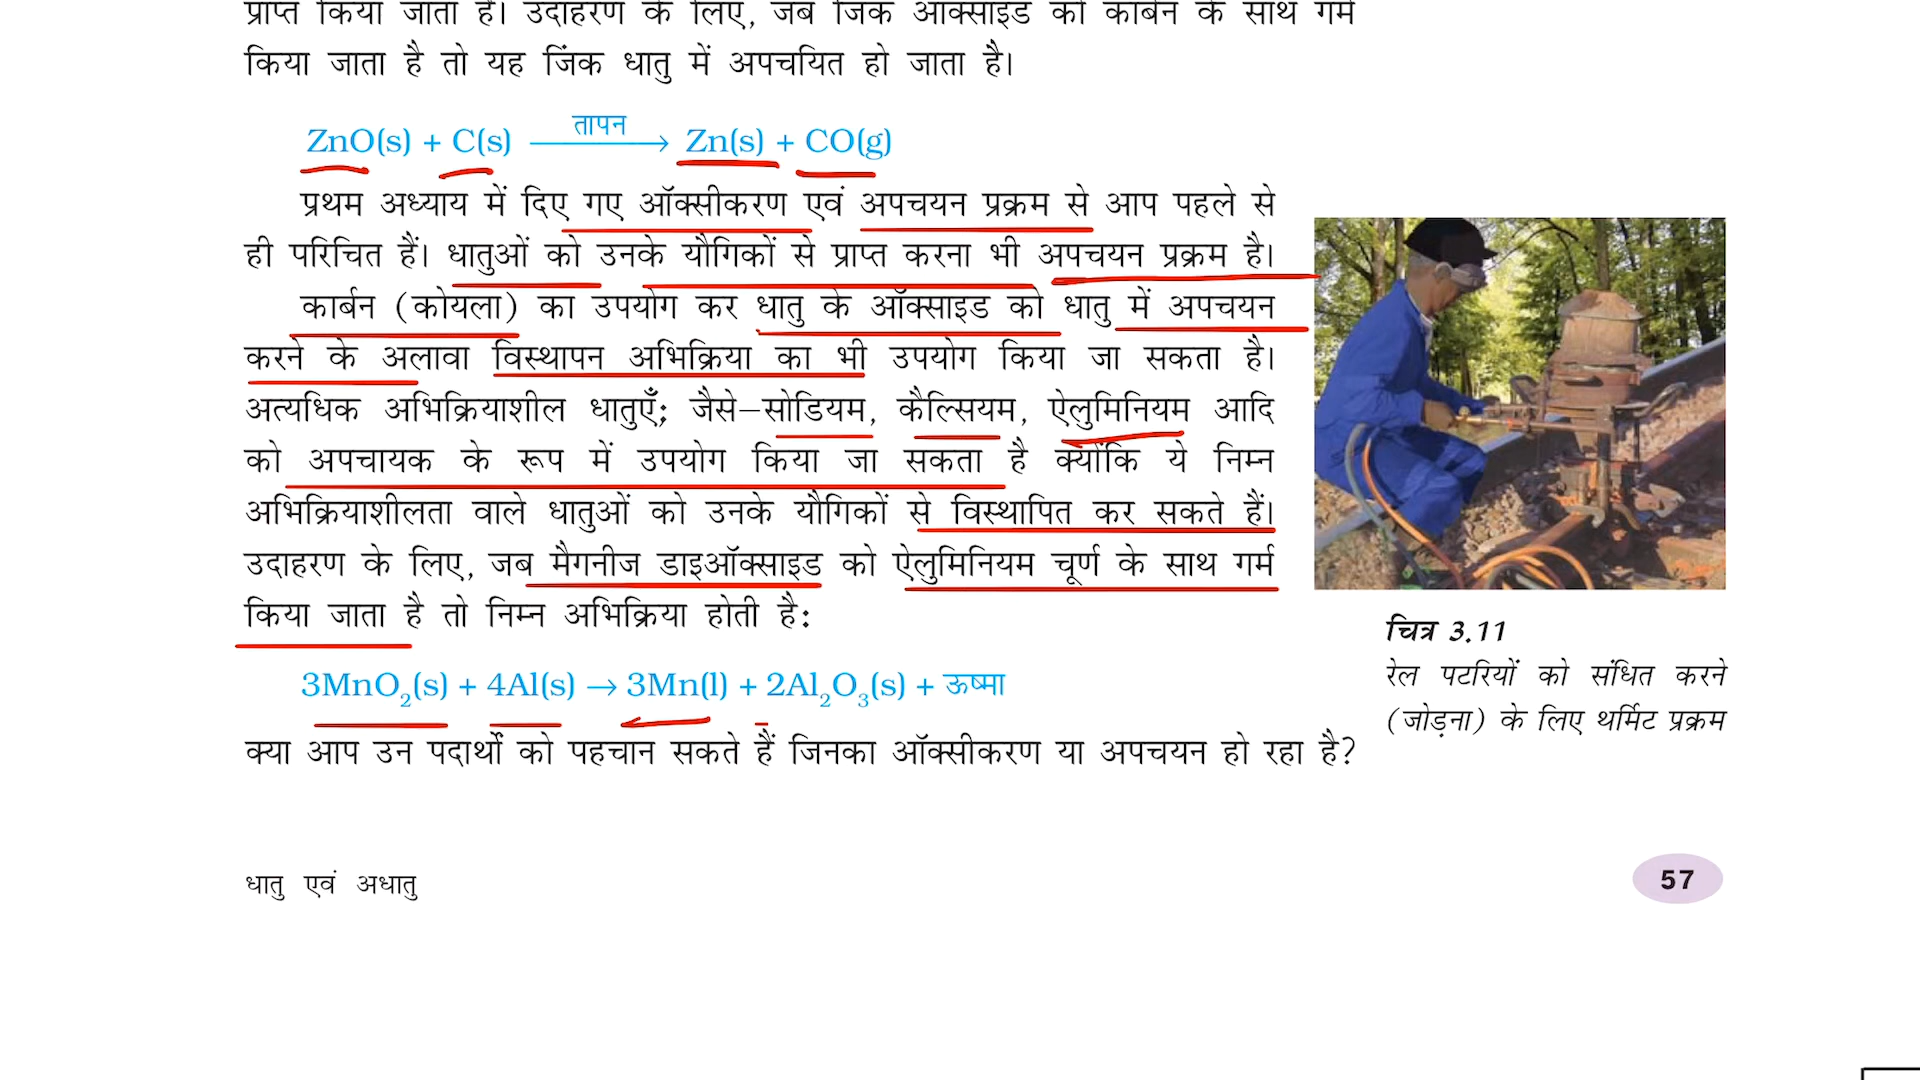 प्राप्त किया जाता है। उदाहरण के लिए, जब जिंक ऑक्साइड को कार्बन के साथ गर्म
किया जाता है तो यह जिंक धातु में अपचयित हो जाता है।
तापन
ZnO(s) + C(s) ⟶ Zn(s) + CO(g)
प्रथम अध्याय में दिए गए ऑक्सीकरण एवं अपचयन प्रक्रम से आप पहले से
ही परिचित हैं। धातुओं को उनके यौगिकों से प्राप्त करना भी अपचयन प्रक्रम है।
कार्बन (कोयला) का उपयोग कर धातु के ऑक्साइड को धातु में अपचयन
करने के अलावा विस्थापन अभिक्रिया का भी उपयोग किया जा सकता है।
अत्यधिक अभिक्रियाशील धातुएँ; जैसे–सोडियम, कैल्सियम, ऐलुमिनियम आदि
को अपचायक के रूप में उपयोग किया जा सकता है क्योंकि ये निम्न
अभिक्रियाशीलता वाले धातुओं को उनके यौगिकों से विस्थापित कर सकते हैं।
उदाहरण के लिए, जब मैगनीज डाइऑक्साइड को ऐलुमिनियम चूर्ण के साथ गर्म
किया जाता है तो निम्न अभिक्रिया होती है:
3MnO₂(s) + 4Al(s) → 3Mn(l) + 2Al₂O₃(s) + ऊष्मा
क्या आप उन पदार्थों को पहचान सकते हैं जिनका ऑक्सीकरण या अपचयन हो रहा है?
चित्र 3.11
रेल पटरियों को संधित करने
(जोड़ना) के लिए थर्मिट प्रक्रम
धातु एवं अधातु
57